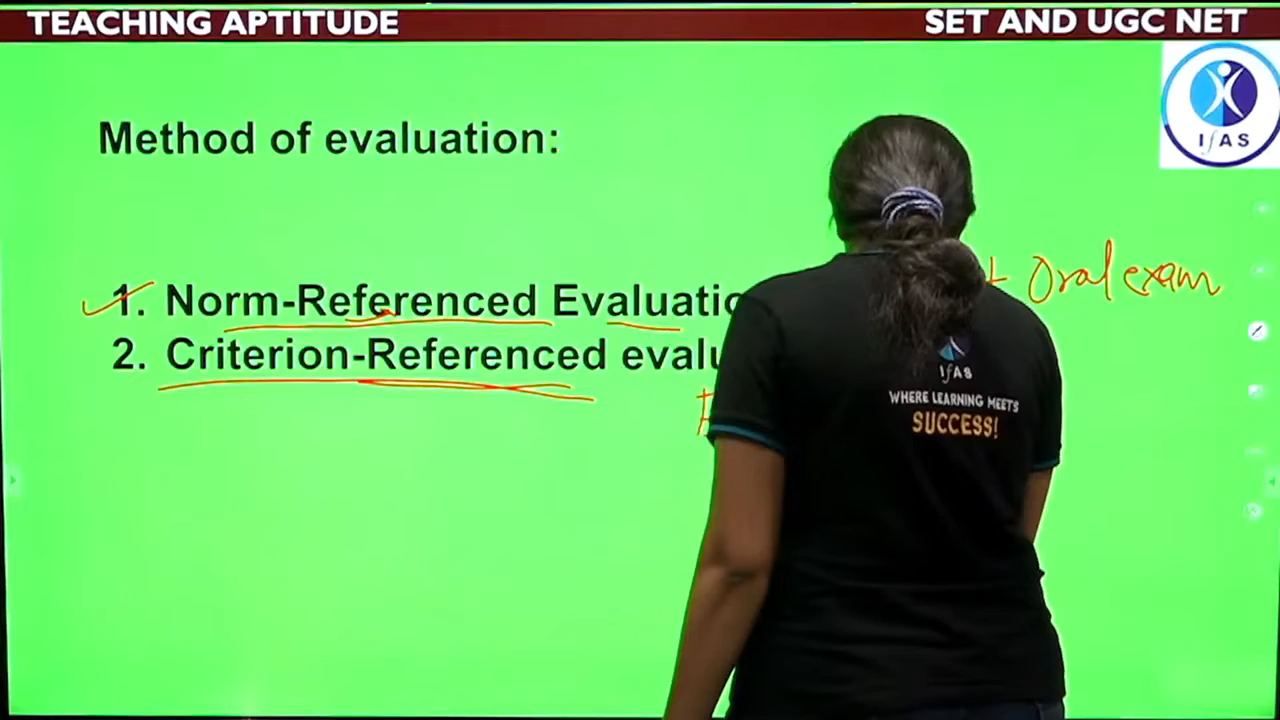 TEACHING APTITUDE
SET AND UGC NET
IfAS
Method of evaluation:
+ Oral exam
1. Norm-Referenced Evaluatio
2. Criterion-Referenced evalu
IfAS
WHERE LEARNING MEETS
SUCCESS!